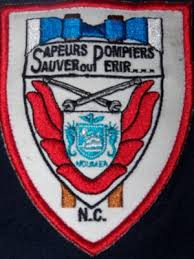 SAPEURS POMPIERS
SAUVER ou PERIR...
NOUMEA
N.C.